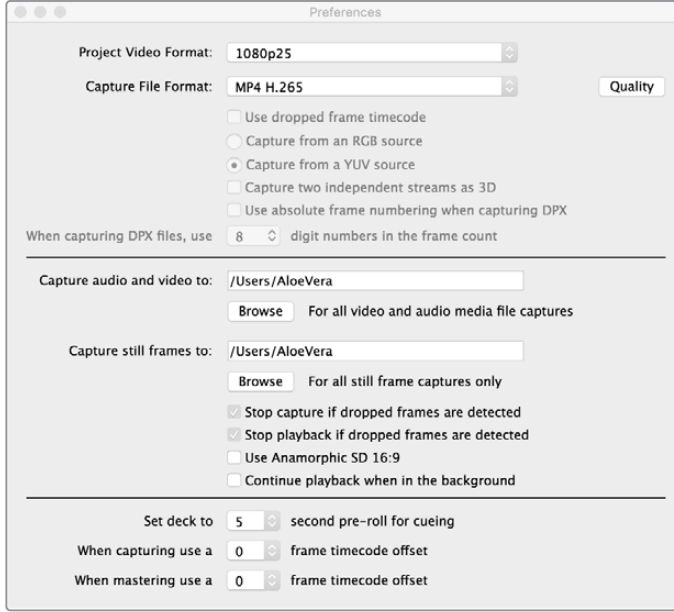 Preferences
Project Video Format: 1080p25
Capture File Format: MP4 H.265 Quality
Use dropped frame timecode
Capture from an RGB source
Capture from a YUV source
Capture two independent streams as 3D
Use absolute frame numbering when capturing DPX
When capturing DPX files, use 8 digit numbers in the frame count
Capture audio and video to: /Users/AloeVera
Browse For all video and audio media file captures
Capture still frames to: /Users/AloeVera
Browse For all still frame captures only
Stop capture if dropped frames are detected
Stop playback if dropped frames are detected
Use Anamorphic SD 16:9
Continue playback when in the background
Set deck to 5 second pre-roll for cueing
When capturing use a 0 frame timecode offset
When mastering use a 0 frame timecode offset